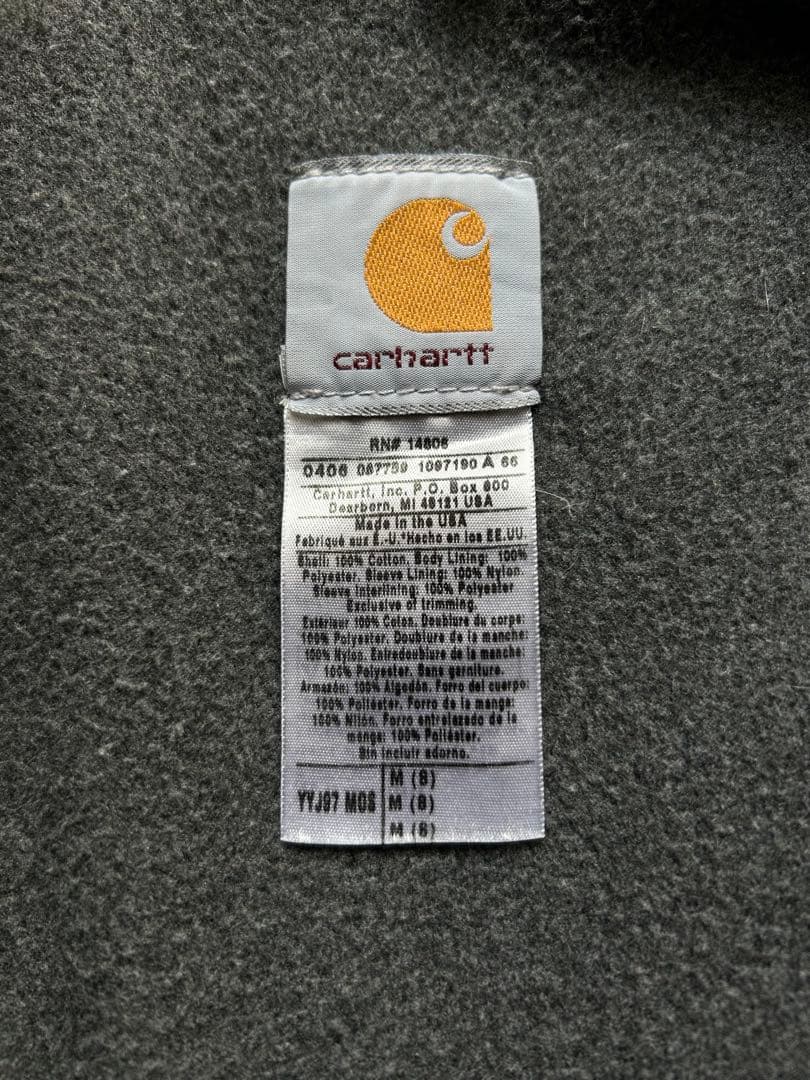 carhartt
RN# 14806
0406 087759 1097190 A 66
Carhartt, Inc. P.O. Box 600
Dearborn, MI 48121 USA
Made in the USA
Fabriqué aux E.-U.*Hecho en los EE.UU.
Shell: 100% Cotton, Body Lining: 100%
Polyester, Sleeve Lining: 100% Nylon.
Sleeve Interlining: 100% Polyester
Exclusive of trimming.
Extérieur 100% Coton. Doublure du corps:
100% Polyester. Doublure de la manche:
100% Nylon. Entredoublure de la manche:
100% Polyester. Sans garniture.
Armazón: 100% Algodón. Forro del cuerpo:
100% Poliéster. Forro de la manga:
100% Nilón. Forro entrelazado de la
manga: 100% Poliéster.
Sin incluir adorno.
YYJ97 MOS
M (8)
M (8)
M (8)